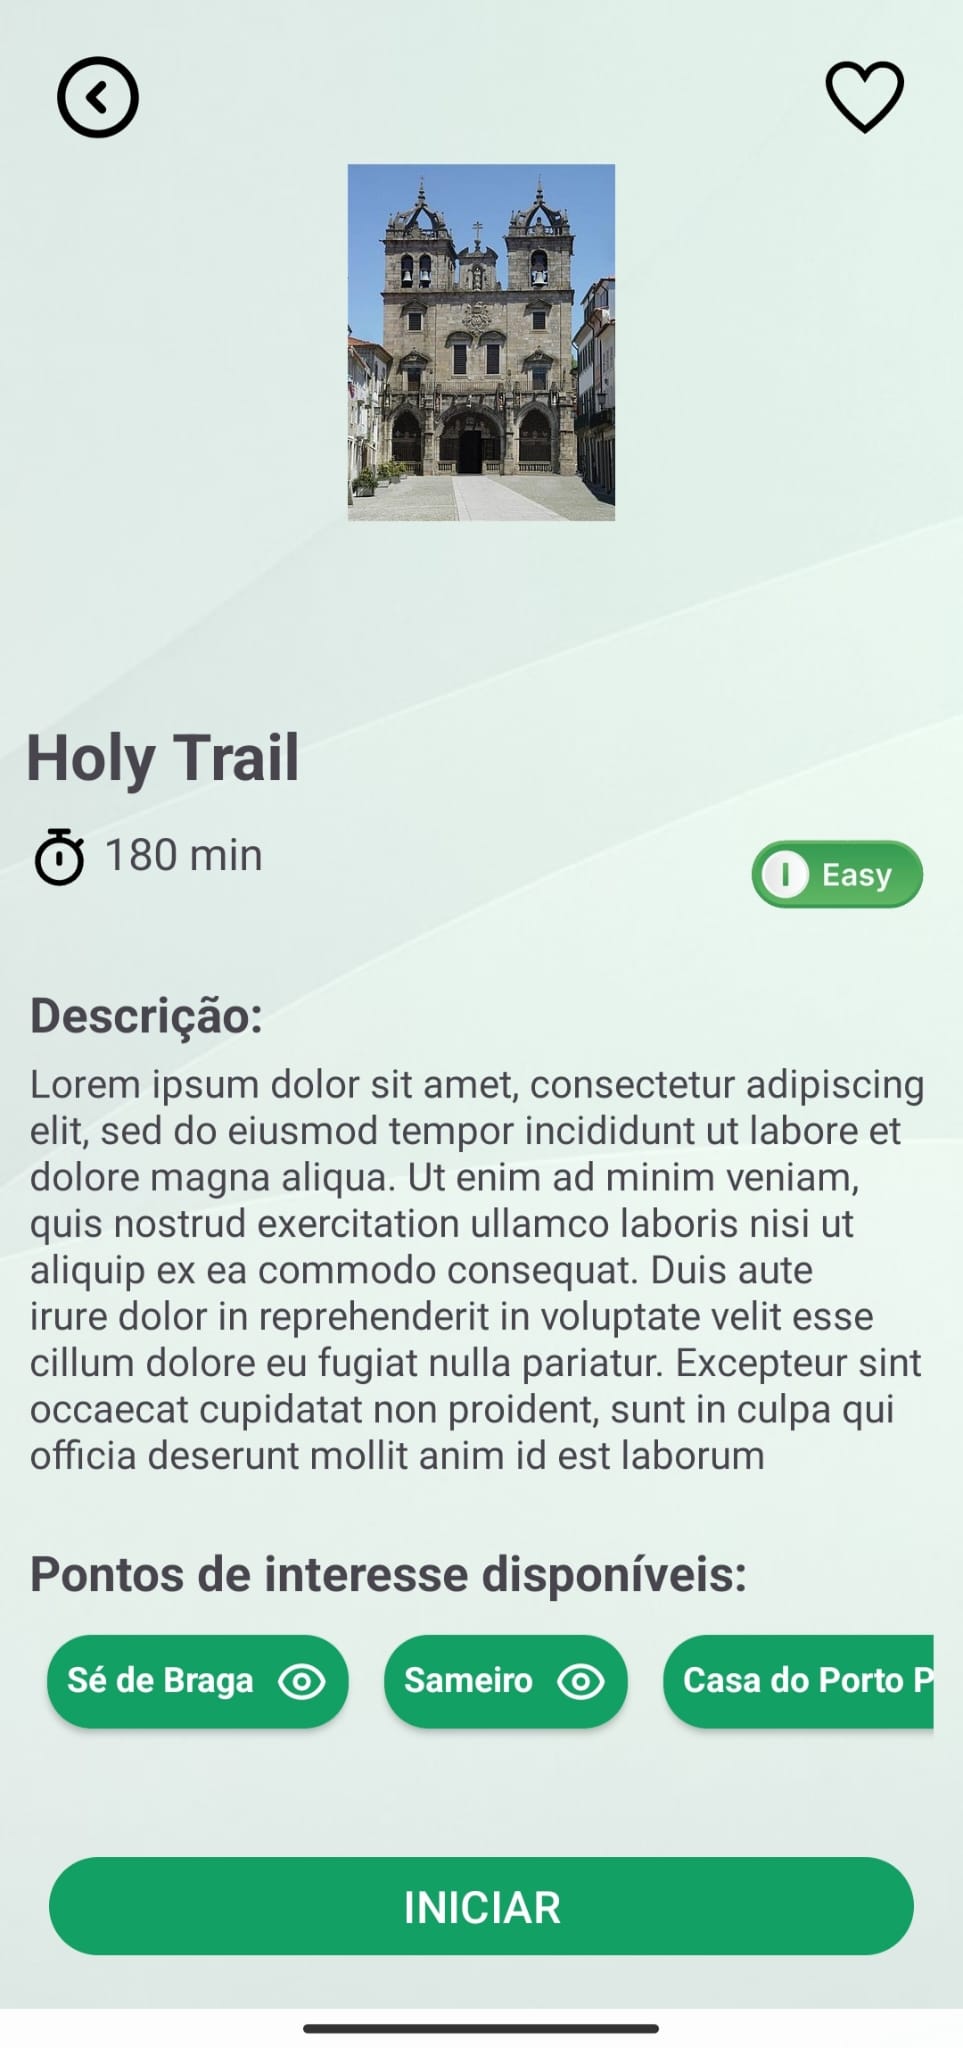 Holy Trail
180 min
Easy
Descrição:
Lorem ipsum dolor sit amet, consectetur adipiscing
elit, sed do eiusmod tempor incididunt ut labore et
dolore magna aliqua. Ut enim ad minim veniam,
quis nostrud exercitation ullamco laboris nisi ut
aliquip ex ea commodo consequat. Duis aute
irure dolor in reprehenderit in voluptate velit esse
cillum dolore eu fugiat nulla pariatur. Excepteur sint
occaecat cupidatat non proident, sunt in culpa qui
officia deserunt mollit anim id est laborum
Pontos de interesse disponíveis:
Sé de Braga
Sameiro
Casa do Porto P
INICIAR